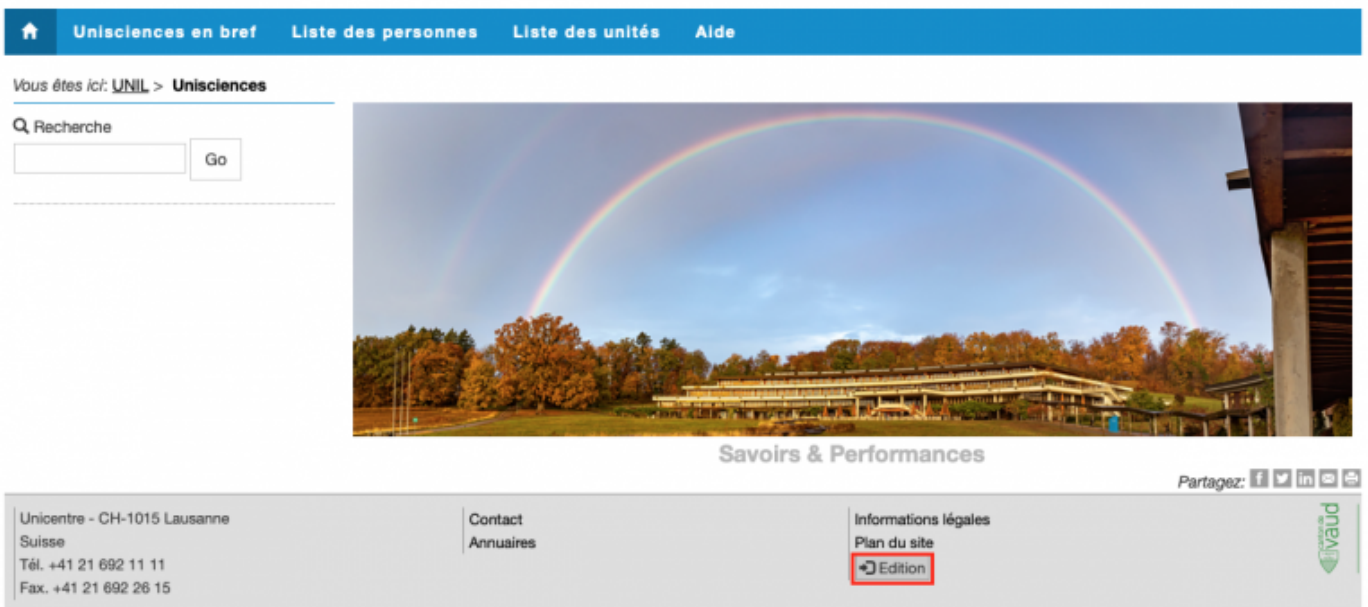 Unisciences en bref Liste des personnes Liste des unités Aide
Vous êtes ici: UNIL > Unisciences
Recherche
Go
Savoirs & Performances
Partagez:
Unicentre - CH-1015 Lausanne
Suisse
Tél. +41 21 692 11 11
Fax. +41 21 692 26 15
Contact
Annuaires
Informations légales
Plan du site
Edition
canton de
vaud